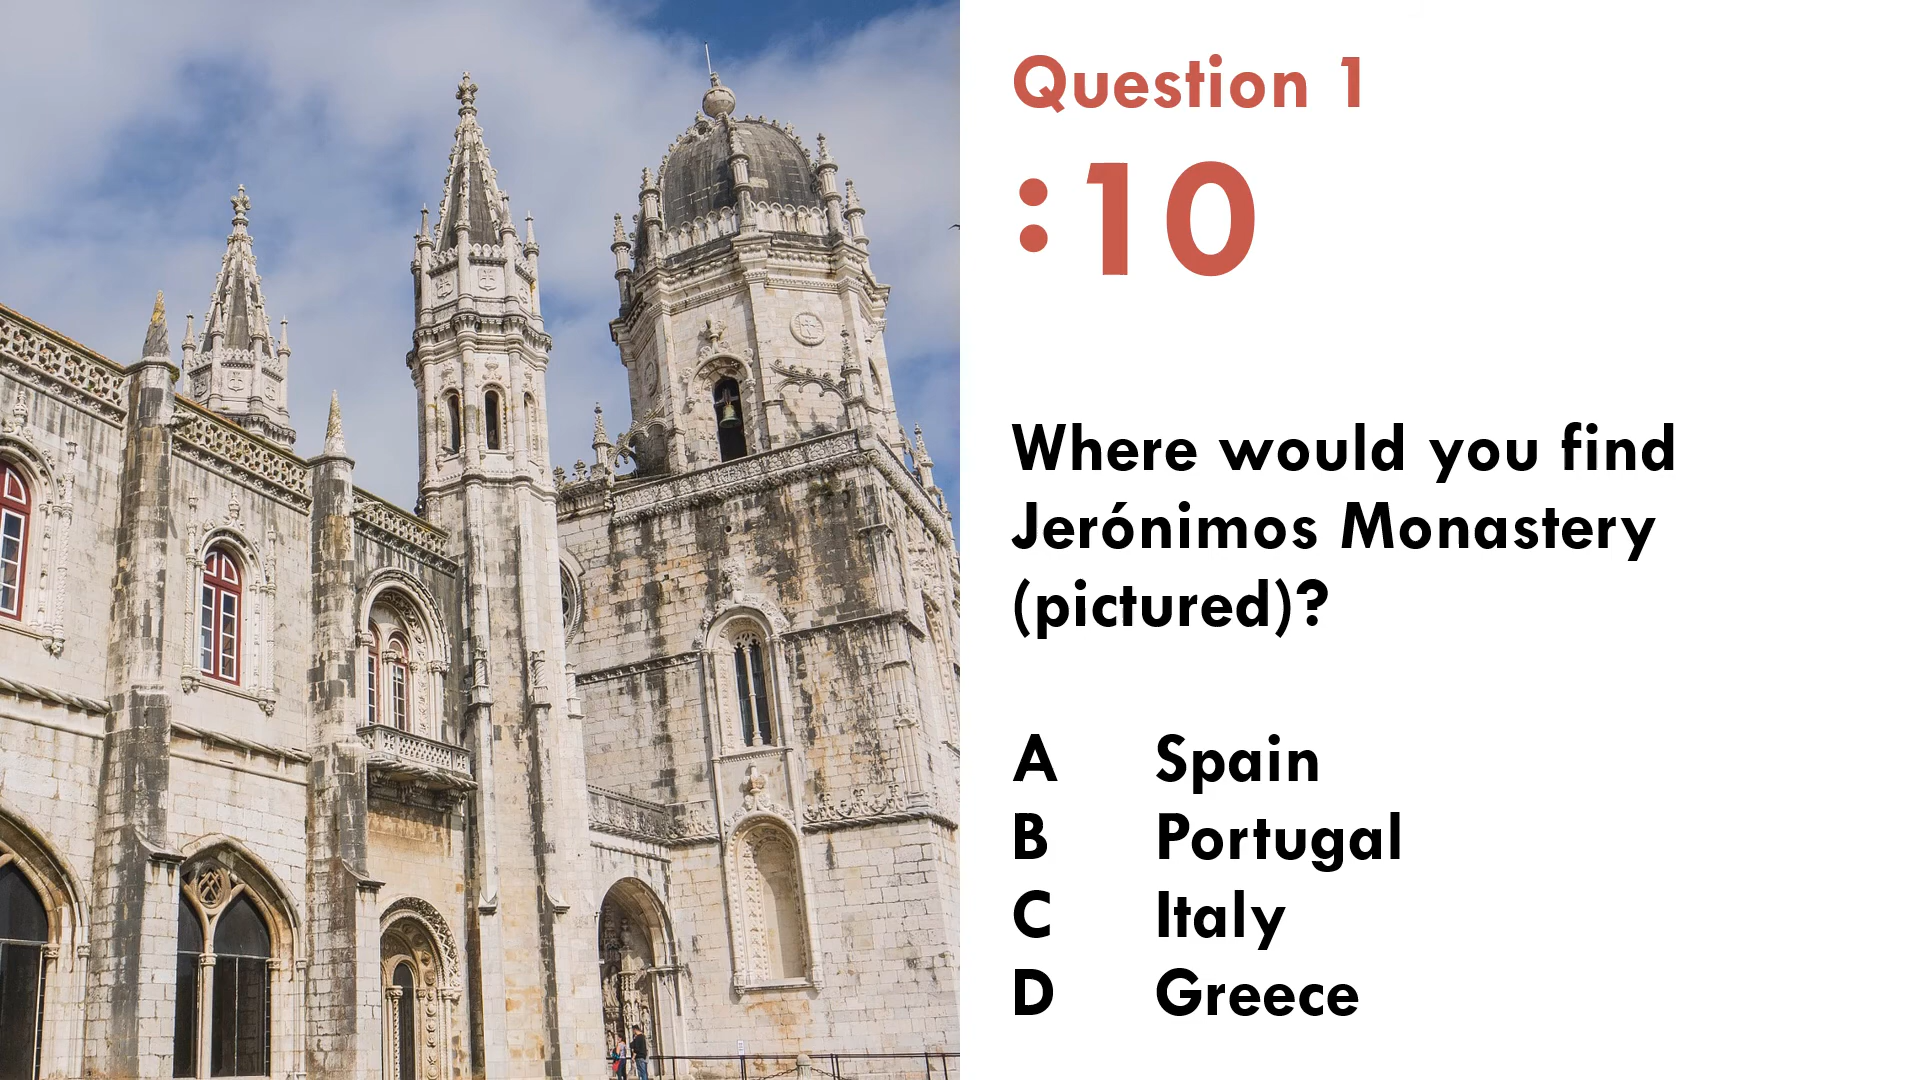 Question 1
:10
Where would you find
Jerónimos Monastery
(pictured)?
A Spain
B Portugal
C Italy
D Greece